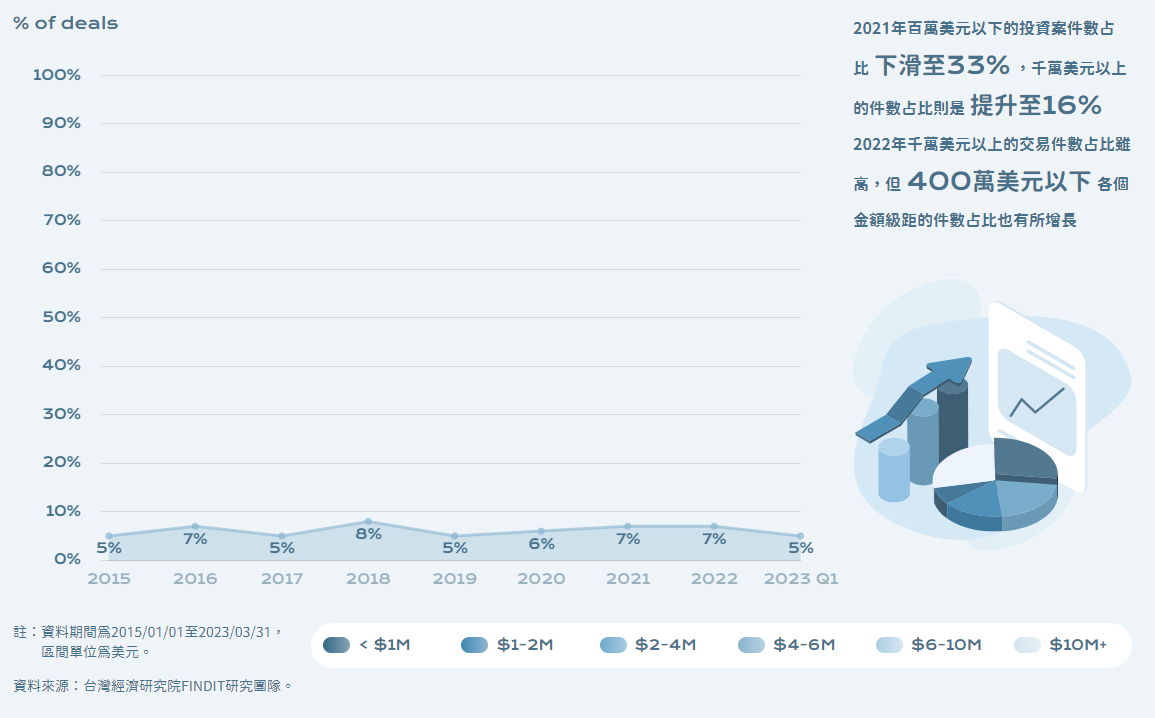 % of deals
100%
90%
80%
70%
60%
50%
40%
30%
20%
10%
0%
5%
7%
5%
8%
5%
6%
7%
7%
5%
2015
2016
2017
2018
2019
2020
2021
2022
2023 Q1
2021年百萬美元以下的投資案件數占
比 下滑至33% ，千萬美元以上
的件數占比則是 提升至16%
2022年千萬美元以上的交易件數占比雖
高，但 400萬美元以下 各個
金額級距的件數占比也有所增長
註：資料期間為2015/01/01至2023/03/31，
區間單位為美元。
< $1M
$1-2M
$2-4M
$4-6M
$6-10M
$10M+
資料來源：台灣經濟研究院FINDIT研究團隊。